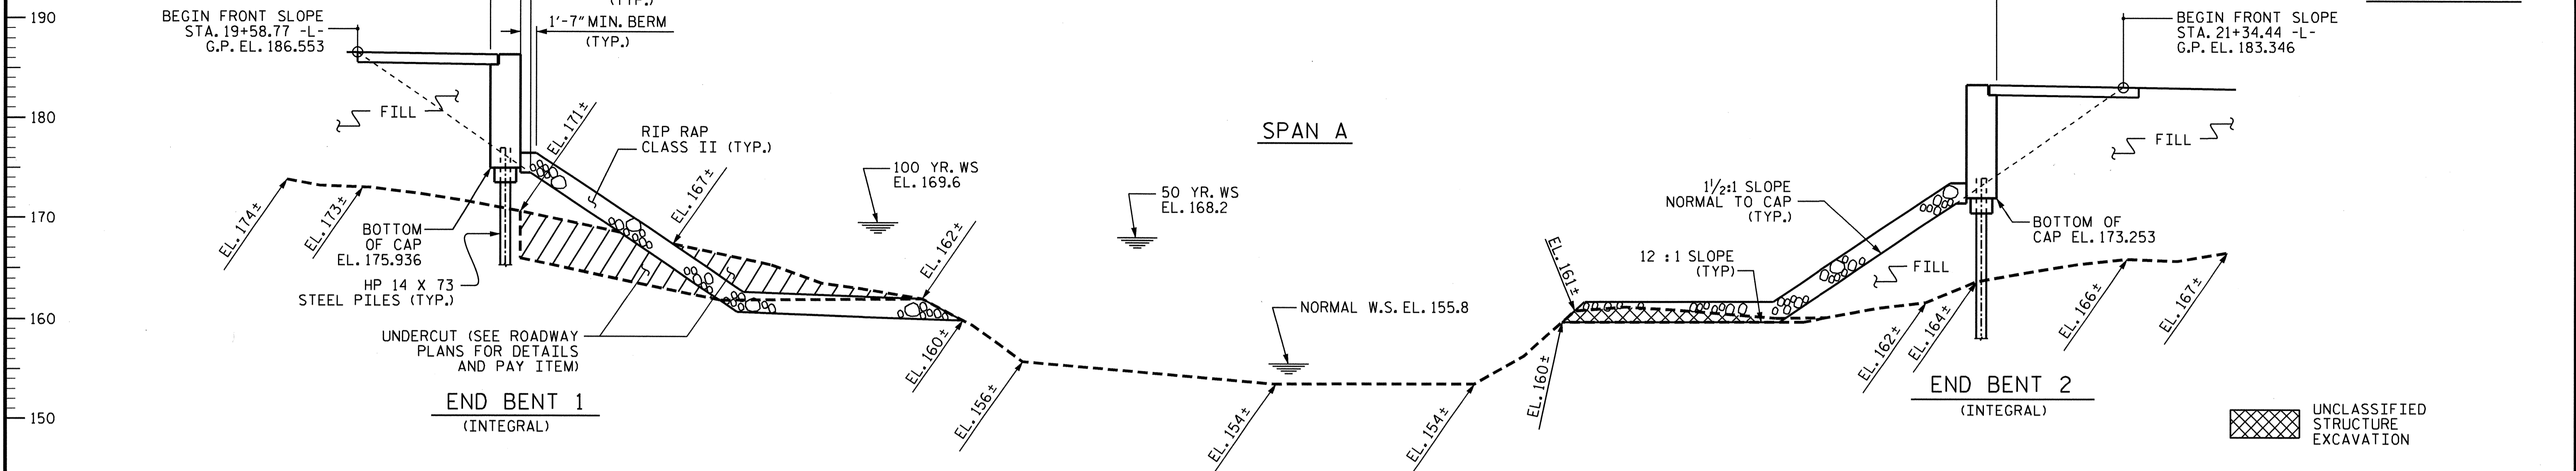 190
180
170
160
150
BEGIN FRONT SLOPE
STA. 19+58.77 -L-
G.P. EL. 186.553
(TYP.)
1'-7" MIN. BERM
(TYP.)
FILL
EL. 171±
RIP RAP
CLASS II (TYP.)
EL. 167±
EL. 174±
EL. 173±
BOTTOM
OF CAP
EL. 175.936
HP 14 X 73
STEEL PILES (TYP.)
UNDERCUT (SEE ROADWAY
PLANS FOR DETAILS
AND PAY ITEM)
END BENT 1
(INTEGRAL)
100 YR. WS
EL. 169.6
EL. 162±
EL. 160±
EL. 156±
50 YR. WS
EL. 168.2
SPAN A
NORMAL W.S. EL. 155.8
EL. 154±
EL. 154±
EL. 161±
EL. 160±
1½:1 SLOPE
NORMAL TO CAP
(TYP.)
12 :1 SLOPE
(TYP)
FILL
EL. 162±
EL. 164±
BEGIN FRONT SLOPE
STA. 21+34.44 -L-
G.P. EL. 183.346
FILL
BOTTOM OF
CAP EL. 173.253
EL. 166±
EL. 167±
END BENT 2
(INTEGRAL)
UNCLASSIFIED
STRUCTURE
EXCAVATION